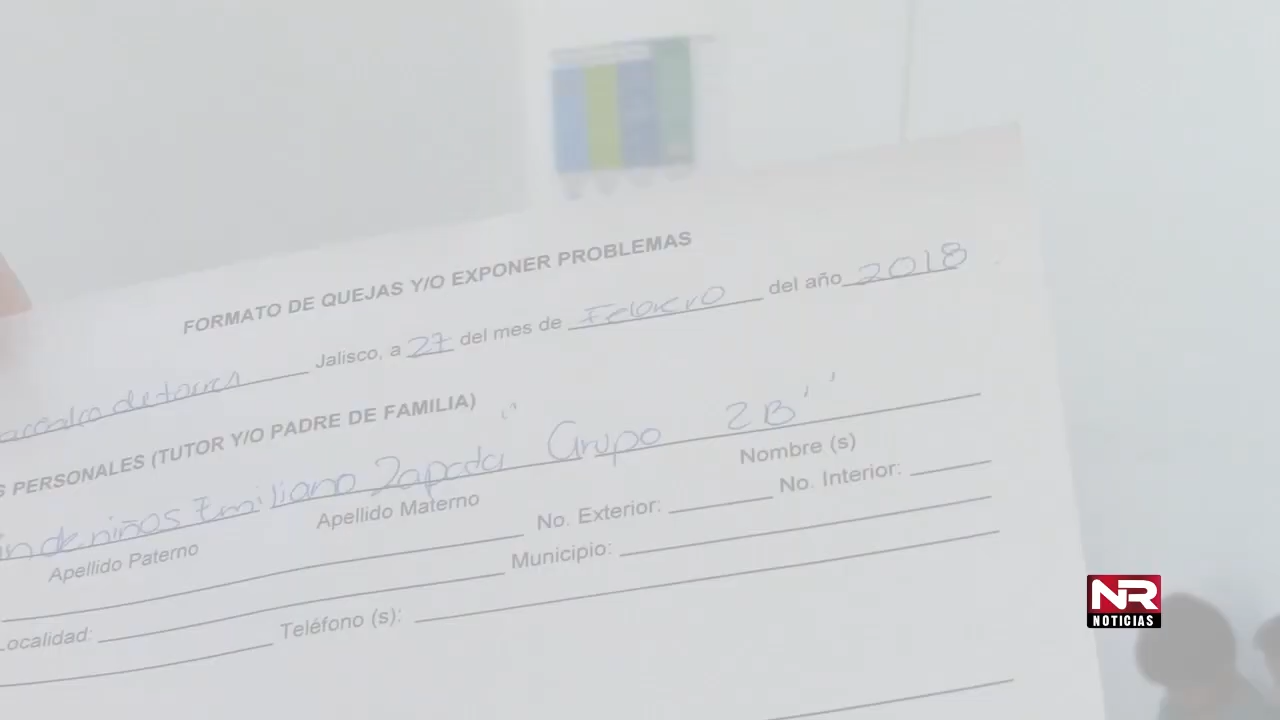 FORMATO DE QUEJAS Y/O EXPONER PROBLEMAS
Jalisco, a 27 del mes de Febrero del año 2018
PERSONALES (TUTOR Y/O PADRE DE FAMILIA)
de niños Emiliano Zapata" Grupo 2B''
Apellido Paterno Apellido Materno Nombre (s)
No. Exterior: No. Interior:
Municipio:
Localidad: Teléfono (s):
NR
NOTICIAS